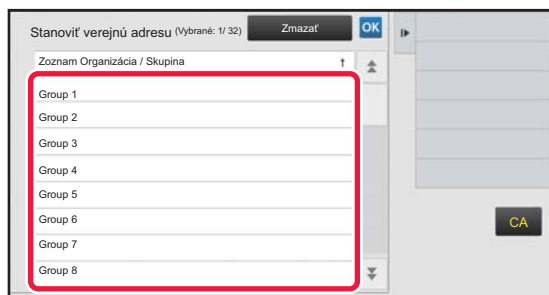 Stanoviť verejnú adresu (Vybrané: 1/ 32) Zmazať OK
Zoznam Organizácia / Skupina ↑
Group 1
Group 2
Group 3
Group 4
Group 5
Group 6
Group 7
Group 8
CA